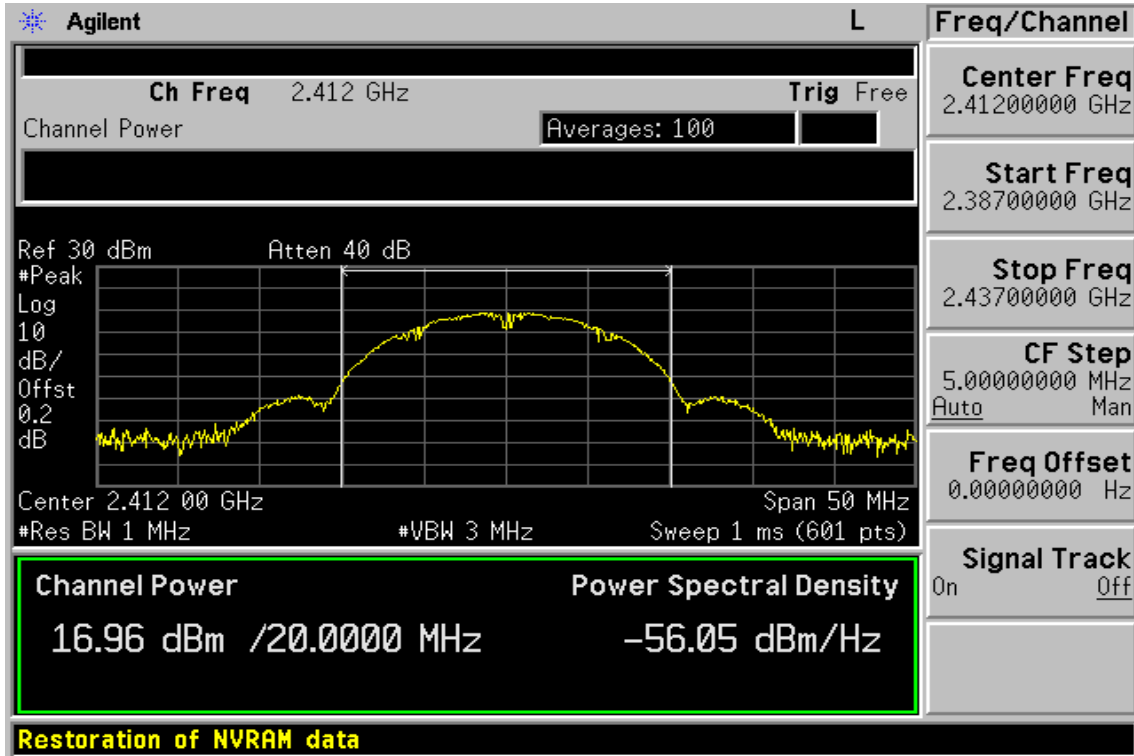 Agilent L
Freq/Channel
Ch Freq 2.412 GHz Trig Free
Channel Power Averages: 100
Ref 30 dBm Atten 40 dB
#Peak
Log
10
dB/
Offst
0.2
dB
Center 2.412 00 GHz Span 50 MHz
#Res BW 1 MHz #VBW 3 MHz Sweep 1 ms (601 pts)
Channel Power Power Spectral Density
16.96 dBm /20.0000 MHz -56.05 dBm/Hz
Restoration of NVRAM data
Center Freq
2.41200000 GHz
Start Freq
2.38700000 GHz
Stop Freq
2.43700000 GHz
CF Step
5.00000000 MHz
Auto Man
Freq Offset
0.00000000 Hz
Signal Track
On Off